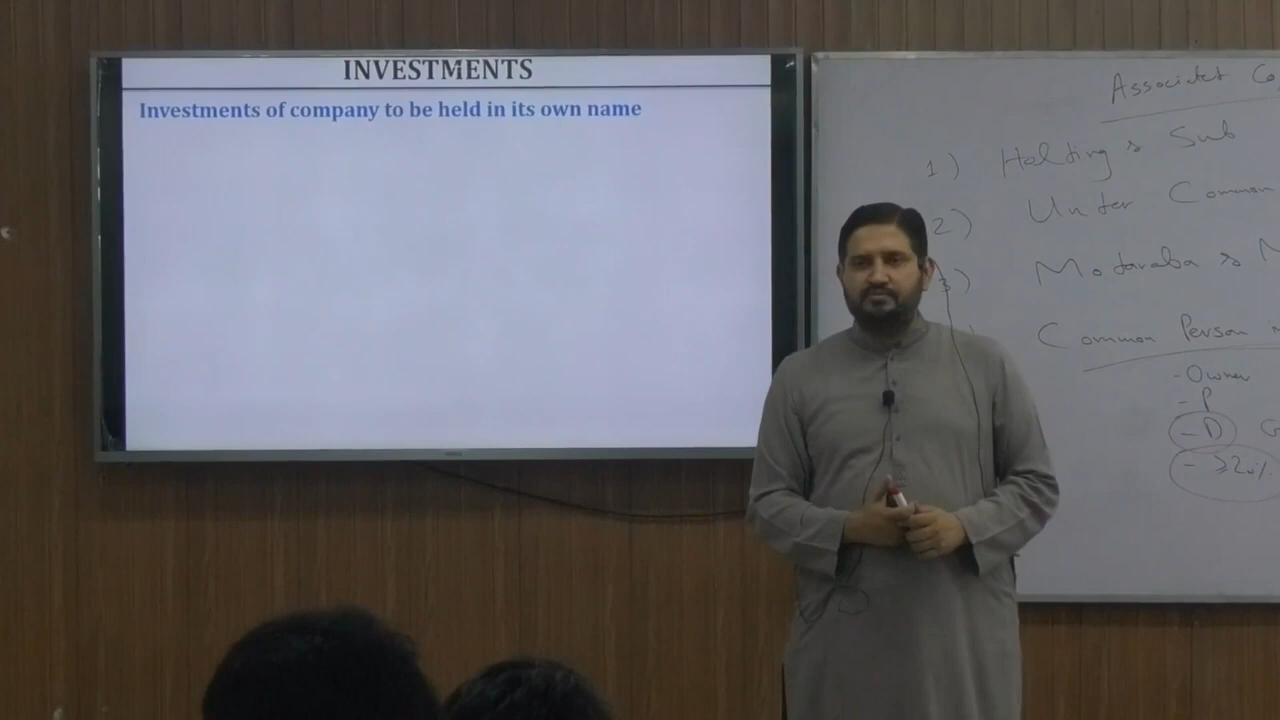 INVESTMENTS
Investments of company to be held in its own name
Associated Co
1) Holding & Sub
2) Under Common
3) Modaraba & M
Common Person i
- Owner
- P
- D
- ≥20%